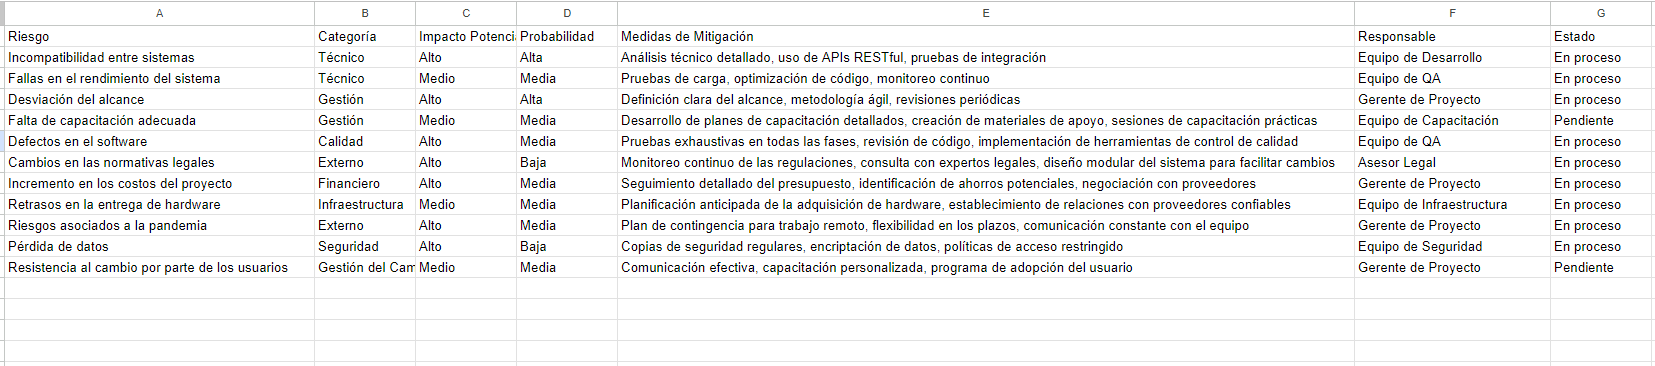 A B C D E F G
Riesgo Categoría Impacto Potenci Probabilidad Medidas de Mitigación Responsable Estado
Incompatibilidad entre sistemas Técnico Alto Alta Análisis técnico detallado, uso de APIs RESTful, pruebas de integración Equipo de Desarrollo En proceso
Fallas en el rendimiento del sistema Técnico Medio Media Pruebas de carga, optimización de código, monitoreo continuo Equipo de QA En proceso
Desviación del alcance Gestión Alto Alta Definición clara del alcance, metodología ágil, revisiones periódicas Gerente de Proyecto En proceso
Falta de capacitación adecuada Gestión Medio Media Desarrollo de planes de capacitación detallados, creación de materiales de apoyo, sesiones de capacitación prácticas Equipo de Capacitación Pendiente
Defectos en el software Calidad Alto Media Pruebas exhaustivas en todas las fases, revisión de código, implementación de herramientas de control de calidad Equipo de QA En proceso
Cambios en las normativas legales Externo Alto Baja Monitoreo continuo de las regulaciones, consulta con expertos legales, diseño modular del sistema para facilitar cambios Asesor Legal En proceso
Incremento en los costos del proyecto Financiero Alto Media Seguimiento detallado del presupuesto, identificación de ahorros potenciales, negociación con proveedores Gerente de Proyecto En proceso
Retrasos en la entrega de hardware Infraestructura Medio Media Planificación anticipada de la adquisición de hardware, establecimiento de relaciones con proveedores confiables Equipo de Infraestructura En proceso
Riesgos asociados a la pandemia Externo Alto Media Plan de contingencia para trabajo remoto, flexibilidad en los plazos, comunicación constante con el equipo Gerente de Proyecto En proceso
Pérdida de datos Seguridad Alto Baja Copias de seguridad regulares, encriptación de datos, políticas de acceso restringido Equipo de Seguridad En proceso
Resistencia al cambio por parte de los usuarios Gestión del Cam Medio Media Comunicación efectiva, capacitación personalizada, programa de adopción del usuario Gerente de Proyecto Pendiente